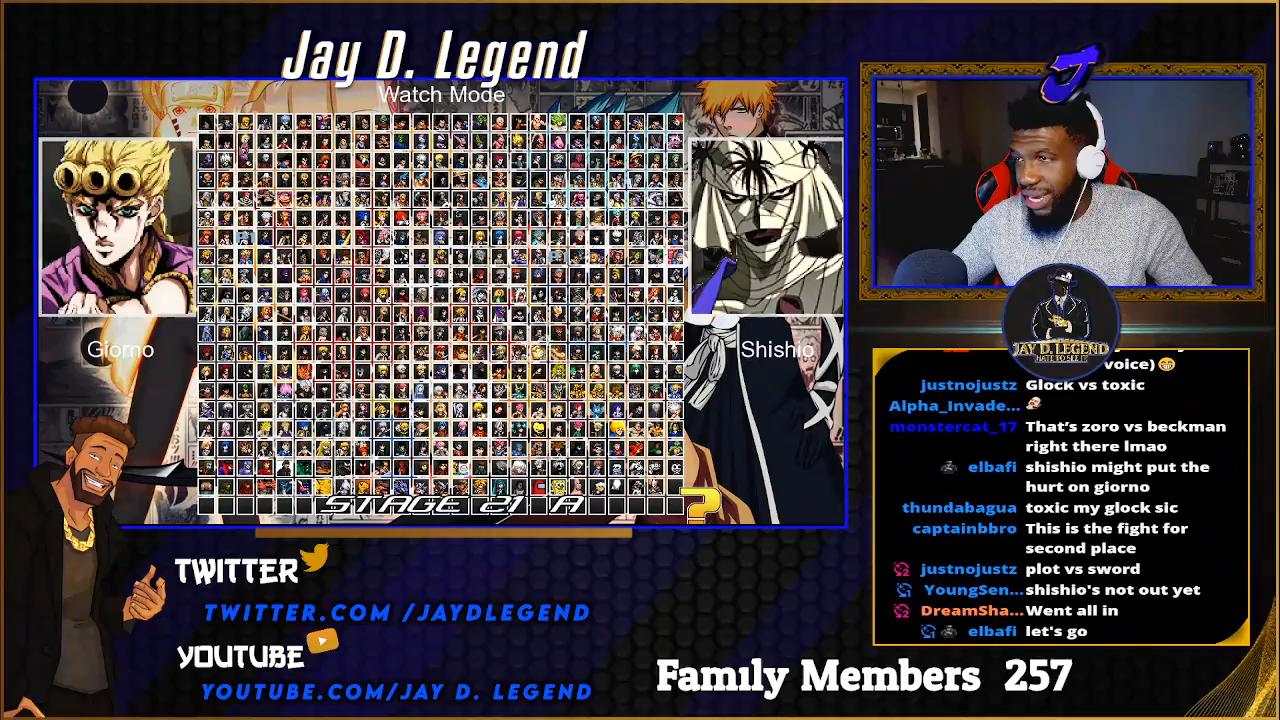 Jay D. Legend
Watch Mode
Giorno
Shishio
STAGE 21 A
?
J
JAY D. LEGEND
voice) 😁
justnojustz Glock vs toxic
Alpha_Invade...
monstercat_17 That's zoro vs beckman
right there lmao
elbafi shishio might put the
hurt on giorno
thundabagua toxic my glock sic
captainbbro This is the fight for
second place
justnojustz plot vs sword
YoungSen... shishio's not out yet
DreamSha... Went all in
elbafi let's go
TWITTER
TWITTER.COM /JAYDLEGEND
YOUTUBE
YOUTUBE.COM/JAY D. LEGEND
Family Members 257